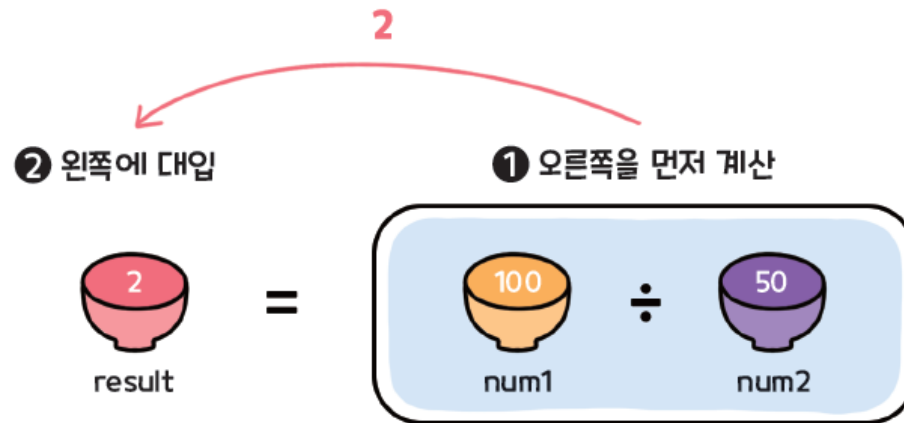 2
❷ 왼쪽에 대입
❶ 오른쪽을 먼저 계산
2 = 100 ÷ 50
result num1 num2